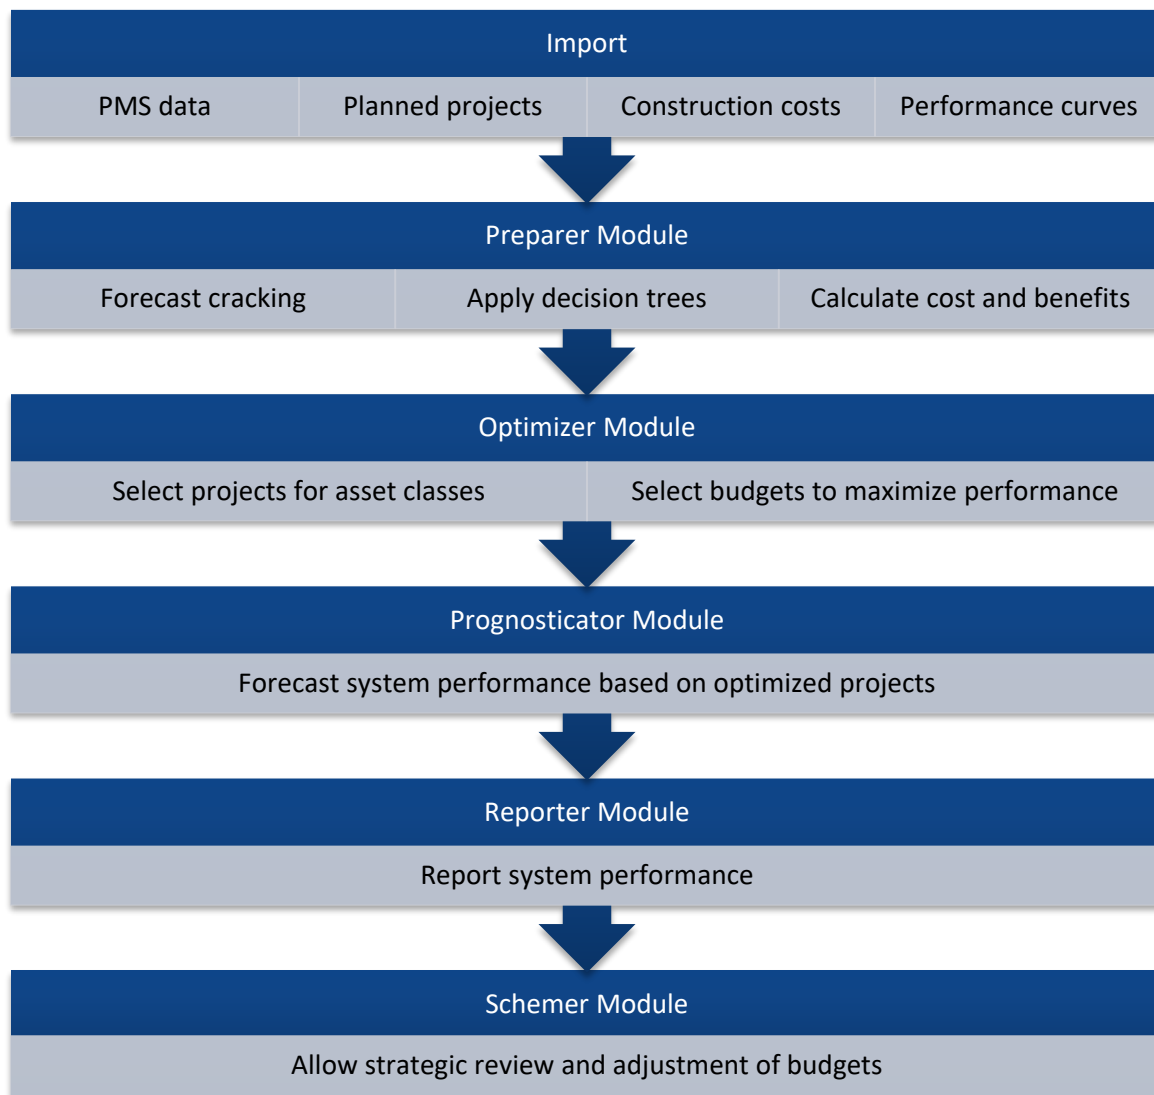 Import
PMS data
Planned projects
Construction costs
Performance curves
Preparer Module
Forecast cracking
Apply decision trees
Calculate cost and benefits
Optimizer Module
Select projects for asset classes
Select budgets to maximize performance
Prognosticator Module
Forecast system performance based on optimized projects
Reporter Module
Report system performance
Schemer Module
Allow strategic review and adjustment of budgets